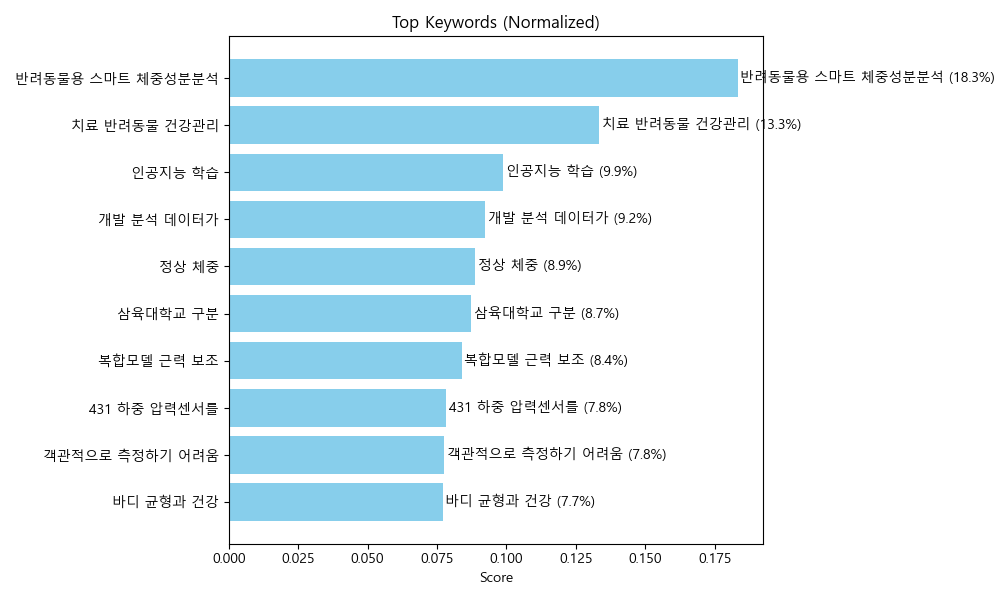 Top Keywords (Normalized)
반려동물용 스마트 체중성분분석 반려동물용 스마트 체중성분분석 (18.3%)
치료 반려동물 건강관리 치료 반려동물 건강관리 (13.3%)
인공지능 학습 인공지능 학습 (9.9%)
개발 분석 데이터가 개발 분석 데이터가 (9.2%)
정상 체중 정상 체중 (8.9%)
삼육대학교 구분 삼육대학교 구분 (8.7%)
복합모델 근력 보조 복합모델 근력 보조 (8.4%)
431 하중 압력센서를 431 하중 압력센서를 (7.8%)
객관적으로 측정하기 어려움 객관적으로 측정하기 어려움 (7.8%)
바디 균형과 건강 바디 균형과 건강 (7.7%)
0.000 0.025 0.050 0.075 0.100 0.125 0.150 0.175
Score